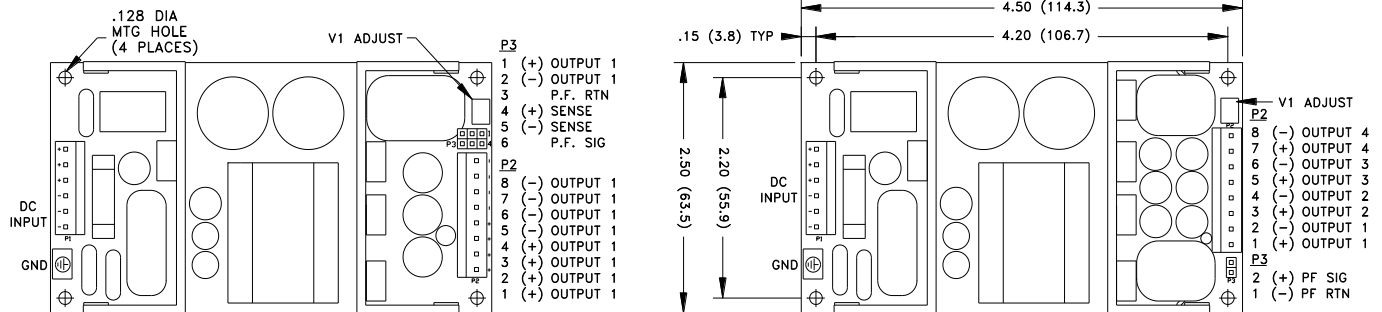 .128 DIA
MTG HOLE
(4 PLACES)
V1 ADJUST
P3
1 (+) OUTPUT 1
2 (-) OUTPUT 1
3 P.F. RTN
4 (+) SENSE
5 (-) SENSE
6 P.F. SIG
P2
8 (-) OUTPUT 1
7 (-) OUTPUT 1
6 (-) OUTPUT 1
5 (-) OUTPUT 1
4 (+) OUTPUT 1
3 (+) OUTPUT 1
2 (+) OUTPUT 1
1 (+) OUTPUT 1
DC
INPUT
GND
P1
P3
4
P2
4.50 (114.3)
.15 (3.8) TYP
4.20 (106.7)
2.50 (63.5)
2.20 (55.9)
V1 ADJUST
P2
8 (-) OUTPUT 4
7 (+) OUTPUT 4
6 (-) OUTPUT 3
5 (+) OUTPUT 3
4 (-) OUTPUT 2
3 (+) OUTPUT 2
2 (-) OUTPUT 1
1 (+) OUTPUT 1
P3
2 (+) PF SIG
1 (-) PF RTN
DC
INPUT
GND
P1
P2
P3